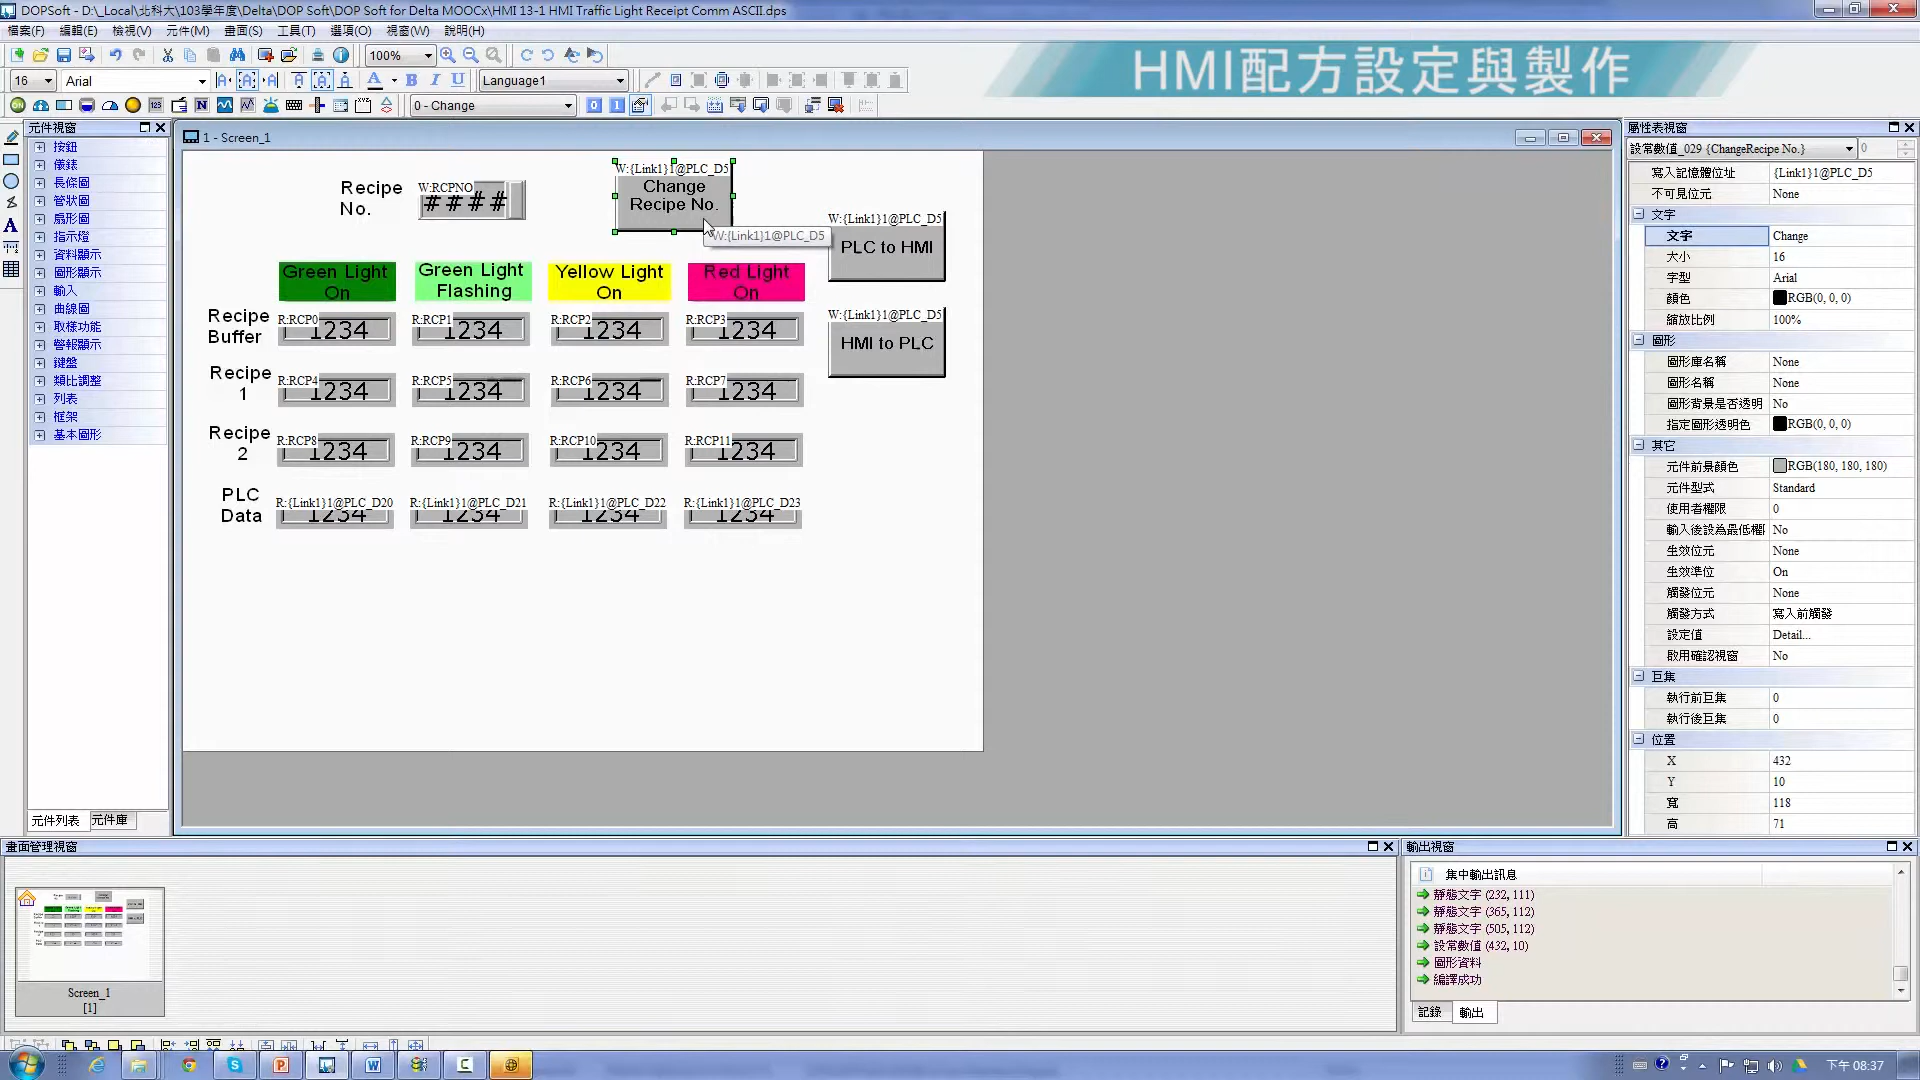 DOPSoft - D:\_Local\北科大\103學年度\Delta\DOP Soft\DOP Soft for Delta MOOCx\HMI 13-1 HMI Traffic Light Receipt Comm ASCII.dps
檔案(F) 編輯(E) 檢視(V) 元件(M) 畫面(S) 工具(T) 選項(O) 視窗(W) 說明(H)
100%
16 Arial Language1
0 - Change
HMI配方設定與製作
元件視窗
按鈕
儀錶
長條圖
管狀圖
扇形圖
指示燈
資料顯示
圖形顯示
輸入
曲線圖
取樣功能
警報顯示
鍵盤
類比調整
列表
框架
基本圖形
元件列表 元件庫
1 - Screen_1
Recipe No.
W:RCPNO
####
W:{Link1}1@PLC_D5
Change Recipe No.
W:{Link1}1@PLC_D5
W:{Link1}1@PLC_D5
PLC to HMI
W:{Link1}1@PLC_D5
HMI to PLC
Green Light On
Green Light Flashing
Yellow Light On
Red Light On
Recipe Buffer
R:RCP0 1234 R:RCP1 1234 R:RCP2 1234 R:RCP3 1234
Recipe 1
R:RCP4 1234 R:RCP5 1234 R:RCP6 1234 R:RCP7 1234
Recipe 2
R:RCP8 1234 R:RCP9 1234 R:RCP10 1234 R:RCP11 1234
PLC Data
R:{Link1}1@PLC_D20 1234 R:{Link1}1@PLC_D21 1234 R:{Link1}1@PLC_D22 1234 R:{Link1}1@PLC_D23 1234
屬性表視窗
設常數值_029 {ChangeRecipe No.} 0
寫入記憶體位址 {Link1}1@PLC_D5
不可見位元 None
文字
文字 Change
大小 16
字型 Arial
顏色 RGB(0, 0, 0)
縮放比例 100%
圖形
圖形庫名稱 None
圖形名稱 None
圖形背景是否透明 No
指定圖形透明色 RGB(0, 0, 0)
其它
元件前景顏色 RGB(180, 180, 180)
元件型式 Standard
使用者權限 0
輸入後設為最低權限 No
生效位元 None
生效準位 On
觸發位元 None
觸發方式 寫入前觸發
設定值 Detail...
啟用確認視窗 No
巨集
執行前巨集 0
執行後巨集 0
位置
X 432
Y 10
寬 118
高 71
畫面管理視窗
Screen_1
[1]
輸出視窗
集中輸出訊息
靜態文字 (232, 111)
靜態文字 (365, 112)
靜態文字 (505, 112)
設常數值 (432, 10)
圖形資料
編譯成功
記錄 輸出
下午 08:37